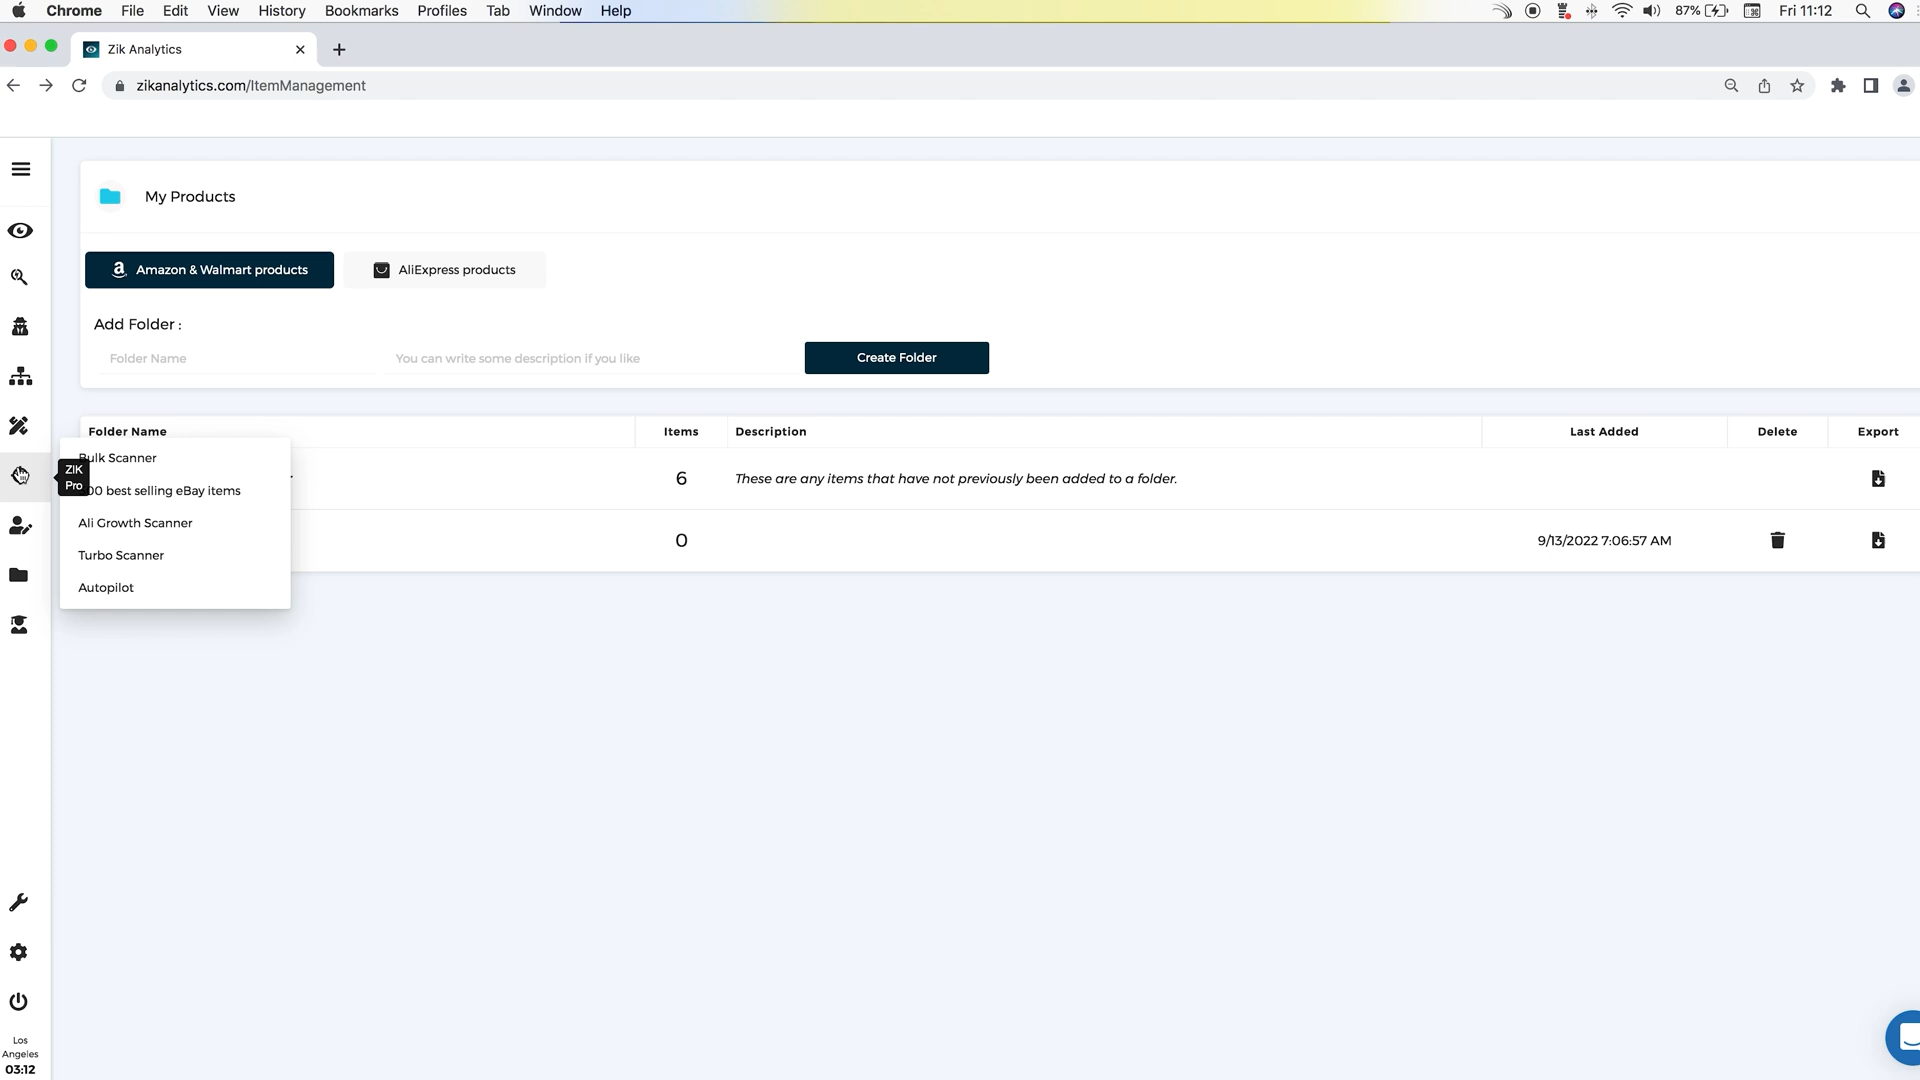 Chrome File Edit View History Bookmarks Profiles Tab Window Help 87% Fri 11:12
Zik Analytics
zikanalytics.com/ItemManagement
My Products
Amazon & Walmart products AliExpress products
Add Folder :
Folder Name You can write some description if you like Create Folder
Folder Name Items Description Last Added Delete Export
Bulk Scanner
ZIK
Pro
6 These are any items that have not previously been added to a folder.
best selling eBay items
Ali Growth Scanner
0 9/13/2022 7:06:57 AM
Turbo Scanner
Autopilot
Los
Angeles
03:12